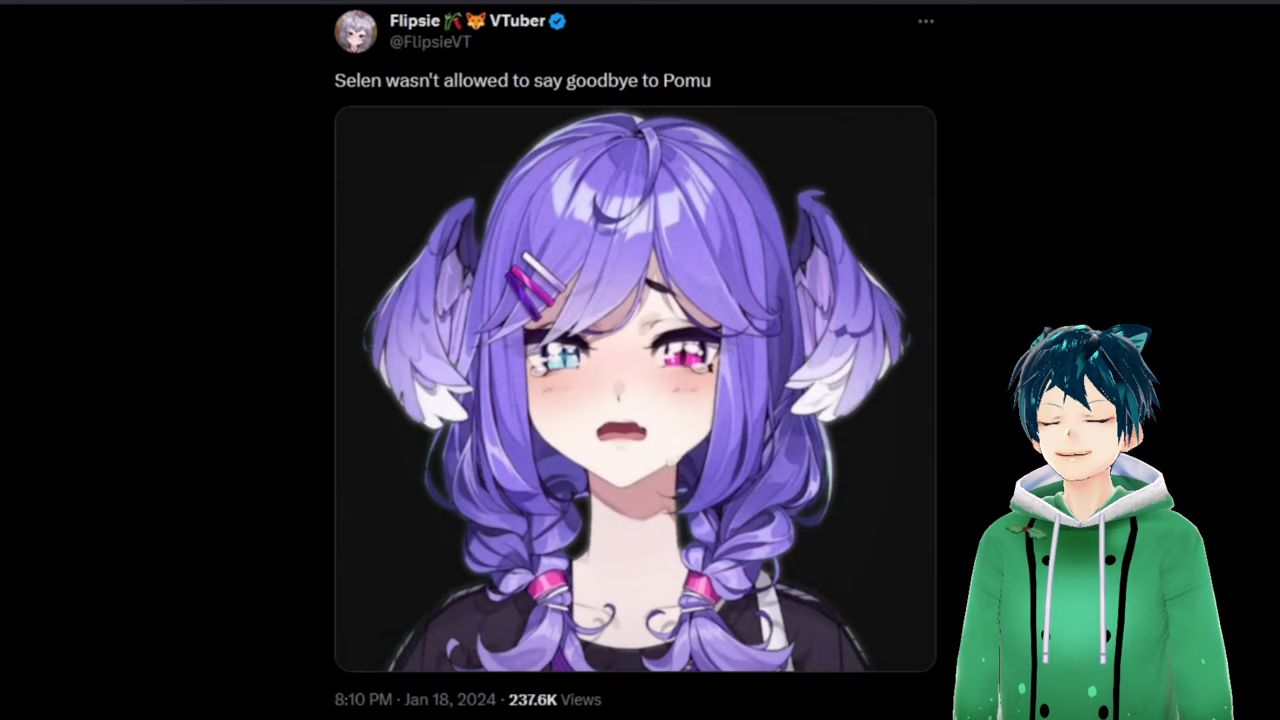 Flipsie 🎋🦊 VTuber
@FlipsieVT
Selen wasn't allowed to say goodbye to Pomu
8:10 PM · Jan 18, 2024 · 237.6K Views